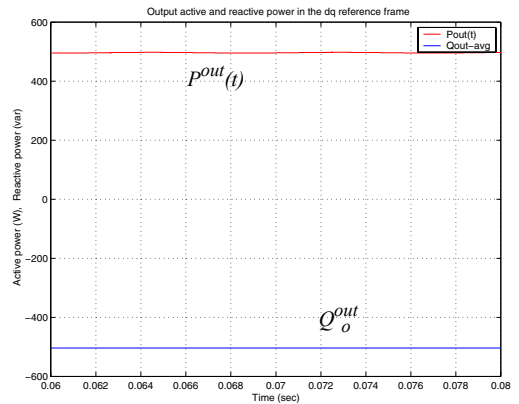 Output active and reactive power in the dq reference frame
Pout(t)
Qout−avg
600
400
200
0
−200
−400
−600
Active power (W), Reactive power (var)
P^out(t)
Q_o^out
0.06 0.062 0.064 0.066 0.068 0.07 0.072 0.074 0.076 0.078 0.08
Time (sec)